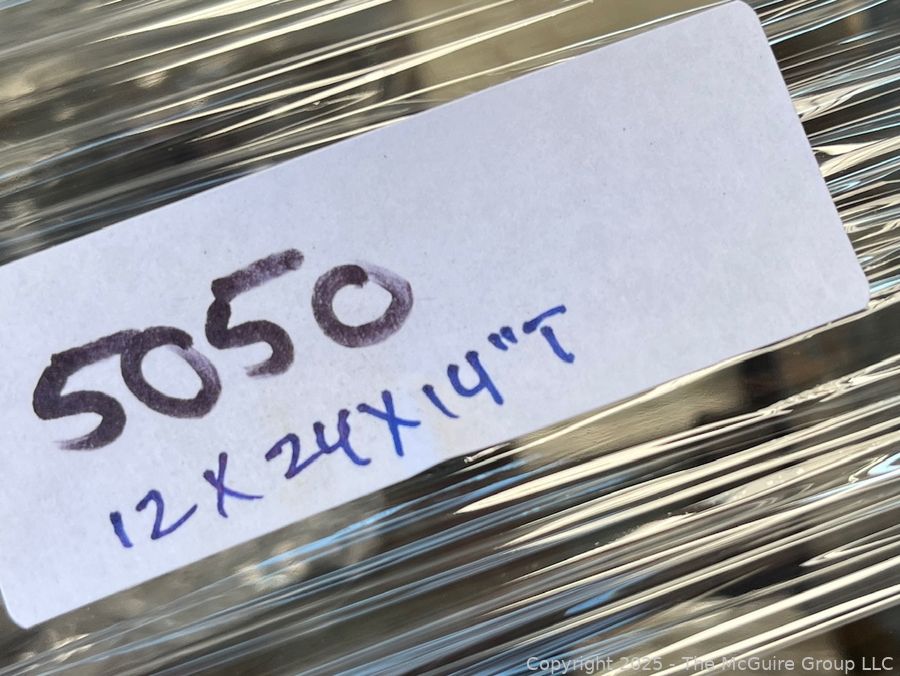 5050
12 X 24 X 14" T
Copyright 2025 - The McGuire Group LLC